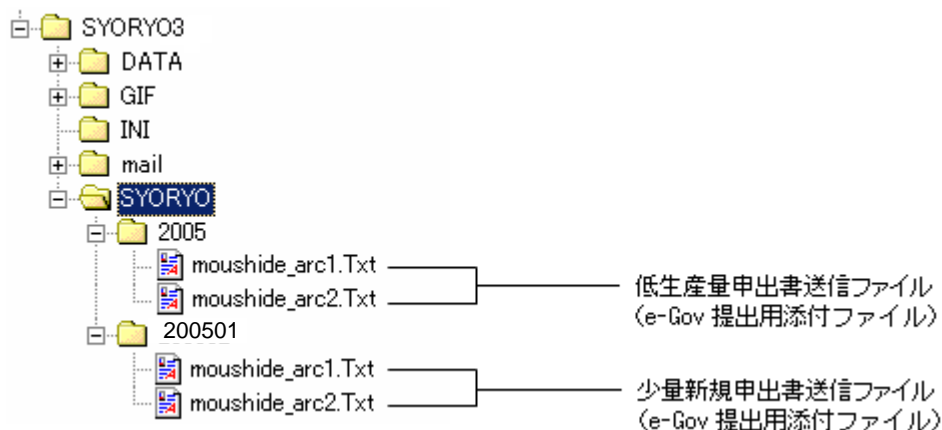 SYORYO3
DATA
GIF
INI
mail
SYORYO
2005
moushide_arc1.Txt
moushide_arc2.Txt
低生産量申出書送信ファイル
(e-Gov 提出用添付ファイル)
200501
moushide_arc1.Txt
moushide_arc2.Txt
少量新規申出書送信ファイル
(e-Gov 提出用添付ファイル)